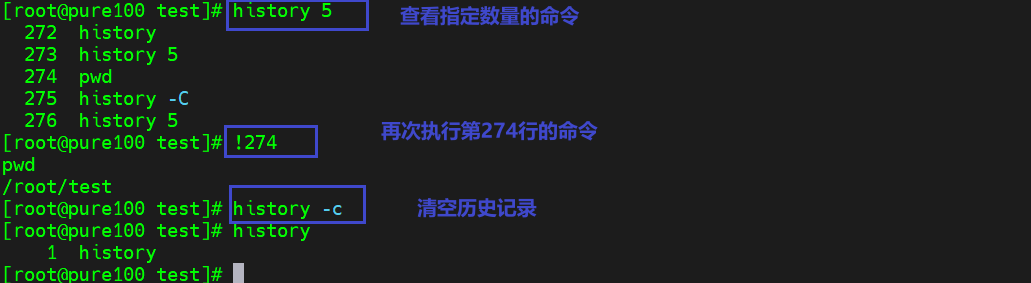 [root@pure100 test]# history 5 查看指定数量的命令
272 history
273 history 5
274 pwd
275 history -C
276 history 5
[root@pure100 test]# !274 再次执行第274行的命令
pwd
/root/test
[root@pure100 test]# history -c 清空历史记录
[root@pure100 test]# history
1 history
[root@pure100 test]#